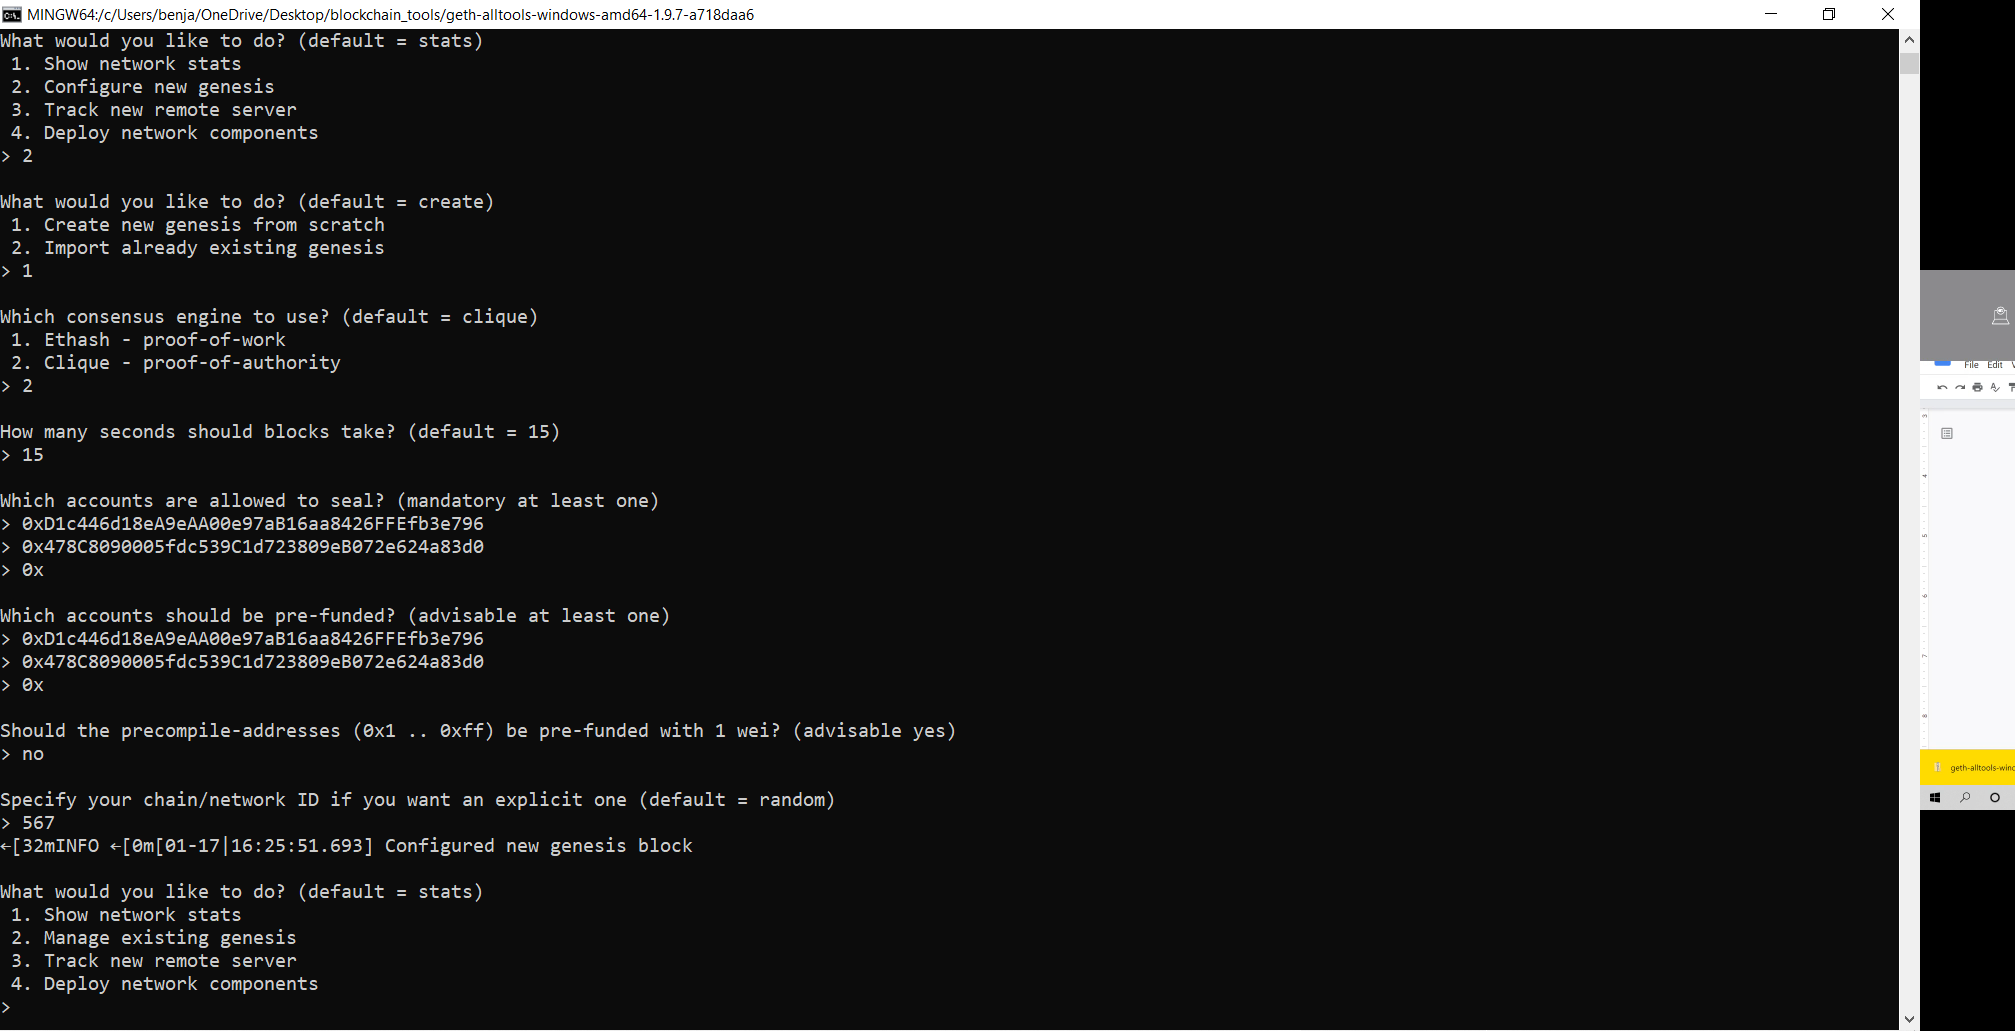 MINGW64:/c/Users/benja/OneDrive/Desktop/blockchain_tools/geth-alltools-windows-amd64-1.9.7-a718daa6
What would you like to do? (default = stats)
1. Show network stats
2. Configure new genesis
3. Track new remote server
4. Deploy network components
> 2
What would you like to do? (default = create)
1. Create new genesis from scratch
2. Import already existing genesis
> 1
Which consensus engine to use? (default = clique)
1. Ethash - proof-of-work
2. Clique - proof-of-authority
> 2
How many seconds should blocks take? (default = 15)
> 15
Which accounts are allowed to seal? (mandatory at least one)
> 0xD1c446d18eA9eAA00e97aB16aa8426FFEfb3e796
> 0x478C8090005fdc539C1d723809eB072e624a83d0
> 0x
Which accounts should be pre-funded? (advisable at least one)
> 0xD1c446d18eA9eAA00e97aB16aa8426FFEfb3e796
> 0x478C8090005fdc539C1d723809eB072e624a83d0
> 0x
Should the precompile-addresses (0x1 .. 0xff) be pre-funded with 1 wei? (advisable yes)
> no
Specify your chain/network ID if you want an explicit one (default = random)
> 567
←[32mINFO ←[0m[01-17|16:25:51.693] Configured new genesis block
What would you like to do? (default = stats)
1. Show network stats
2. Manage existing genesis
3. Track new remote server
4. Deploy network components
>
File Edit
geth-alltools-winc